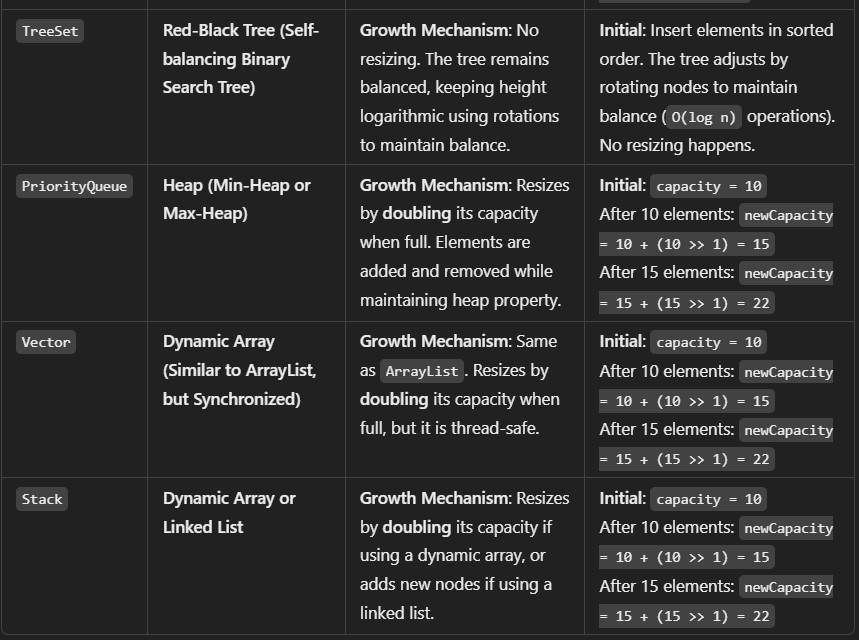 TreeSet
Red-Black Tree (Self-
balancing Binary
Search Tree)
Growth Mechanism: No
resizing. The tree remains
balanced, keeping height
logarithmic using rotations
to maintain balance.
Initial: Insert elements in sorted
order. The tree adjusts by
rotating nodes to maintain
balance ( O(log n) operations).
No resizing happens.
PriorityQueue
Heap (Min-Heap or
Max-Heap)
Growth Mechanism: Resizes
by doubling its capacity
when full. Elements are
added and removed while
maintaining heap property.
Initial: capacity = 10
After 10 elements: newCapacity
= 10 + (10 >> 1) = 15
After 15 elements: newCapacity
= 15 + (15 >> 1) = 22
Vector
Dynamic Array
(Similar to ArrayList,
but Synchronized)
Growth Mechanism: Same
as ArrayList. Resizes by
doubling its capacity when
full, but it is thread-safe.
Initial: capacity = 10
After 10 elements: newCapacity
= 10 + (10 >> 1) = 15
After 15 elements: newCapacity
= 15 + (15 >> 1) = 22
Stack
Dynamic Array or
Linked List
Growth Mechanism: Resizes
by doubling its capacity if
using a dynamic array, or
adds new nodes if using a
linked list.
Initial: capacity = 10
After 10 elements: newCapacity
= 10 + (10 >> 1) = 15
After 15 elements: newCapacity
= 15 + (15 >> 1) = 22